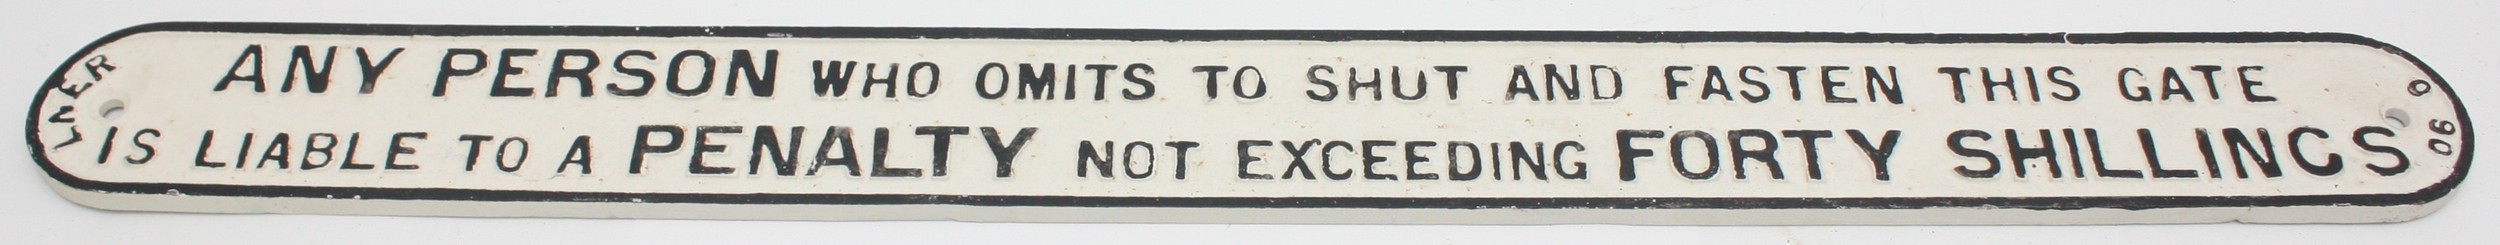 LNER
ANY PERSON WHO OMITS TO SHUT AND FASTEN THIS GATE
IS LIABLE TO A PENALTY NOT EXCEEDING FORTY SHILLINGS